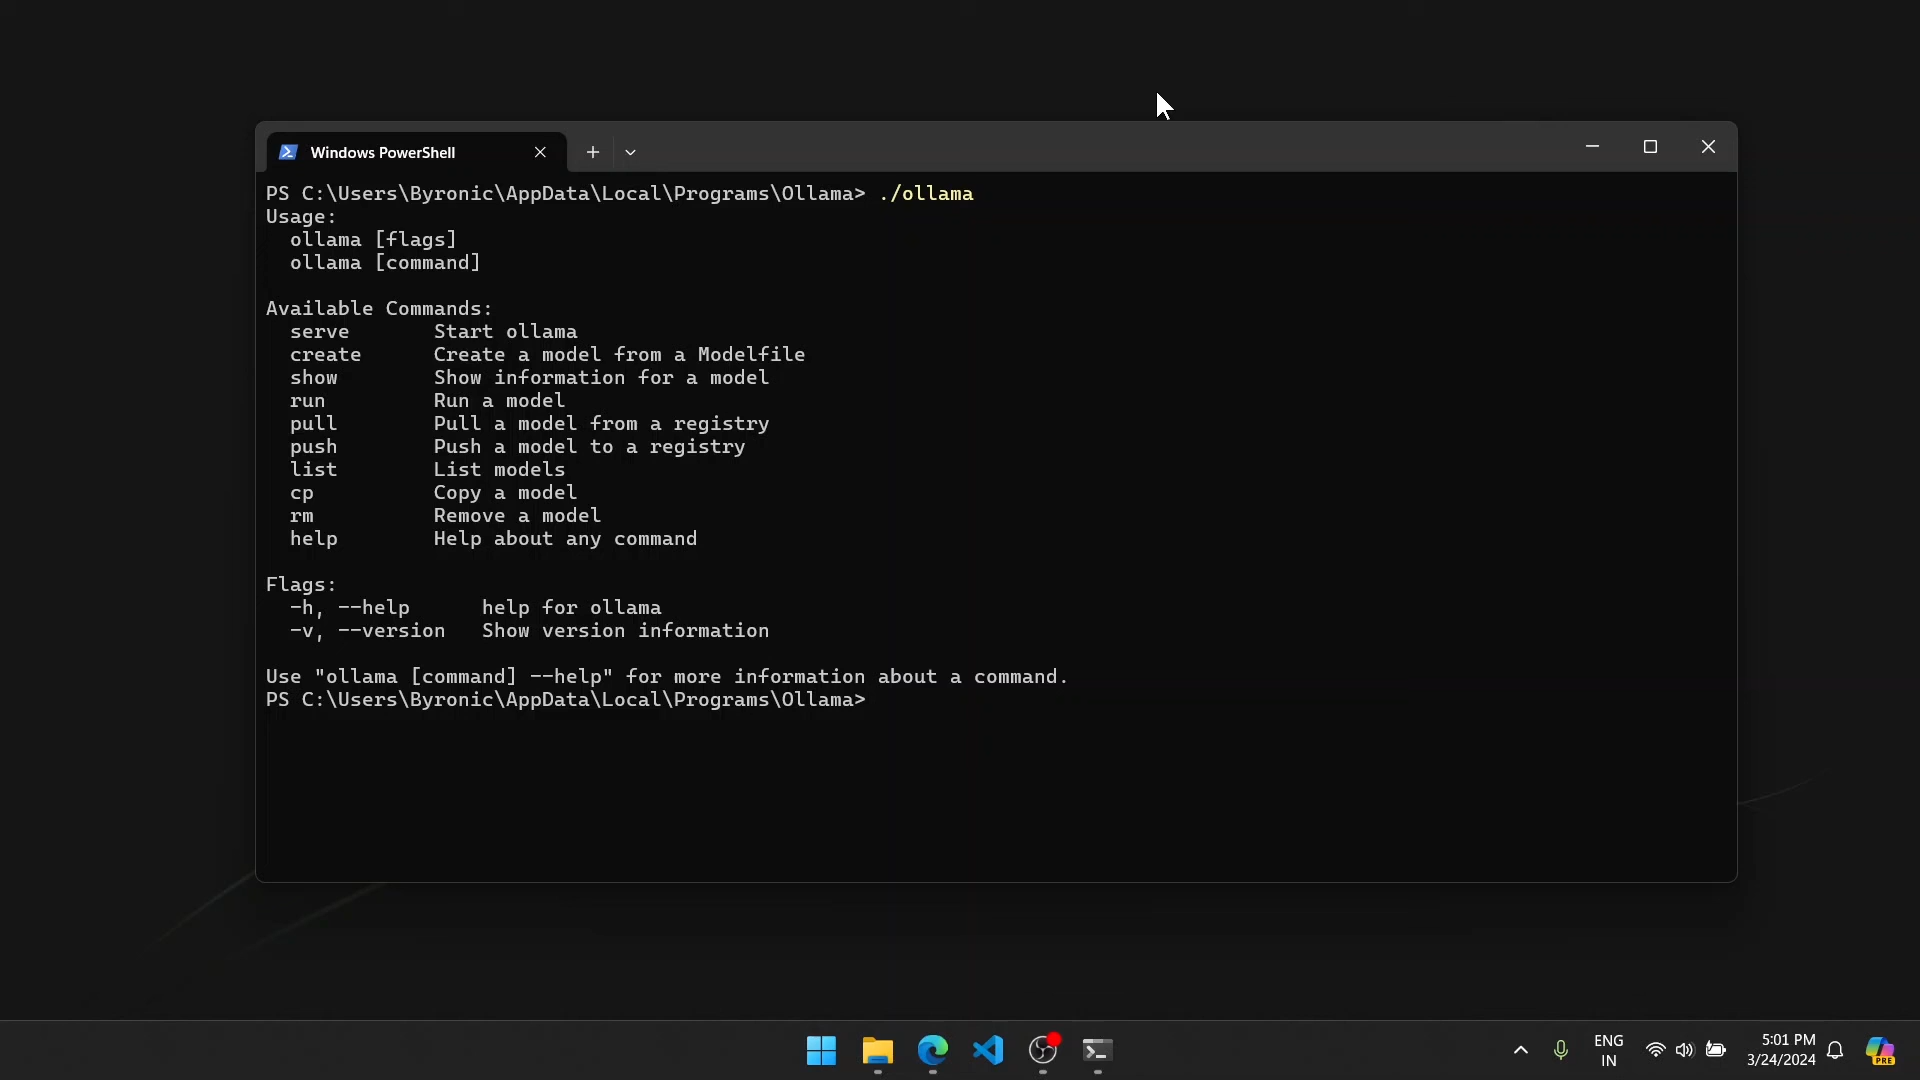 Windows PowerShell
PS C:\Users\Byronic\AppData\Local\Programs\Ollama> ./ollama
Usage:
  ollama [flags]
  ollama [command]

Available Commands:
  serve       Start ollama
  create      Create a model from a Modelfile
  show        Show information for a model
  run         Run a model
  pull        Pull a model from a registry
  push        Push a model to a registry
  list        List models
  cp          Copy a model
  rm          Remove a model
  help        Help about any command

Flags:
  -h, --help      help for ollama
  -v, --version   Show version information

Use "ollama [command] --help" for more information about a command.
PS C:\Users\Byronic\AppData\Local\Programs\Ollama>
ENG
IN
5:01 PM
3/24/2024
PRE